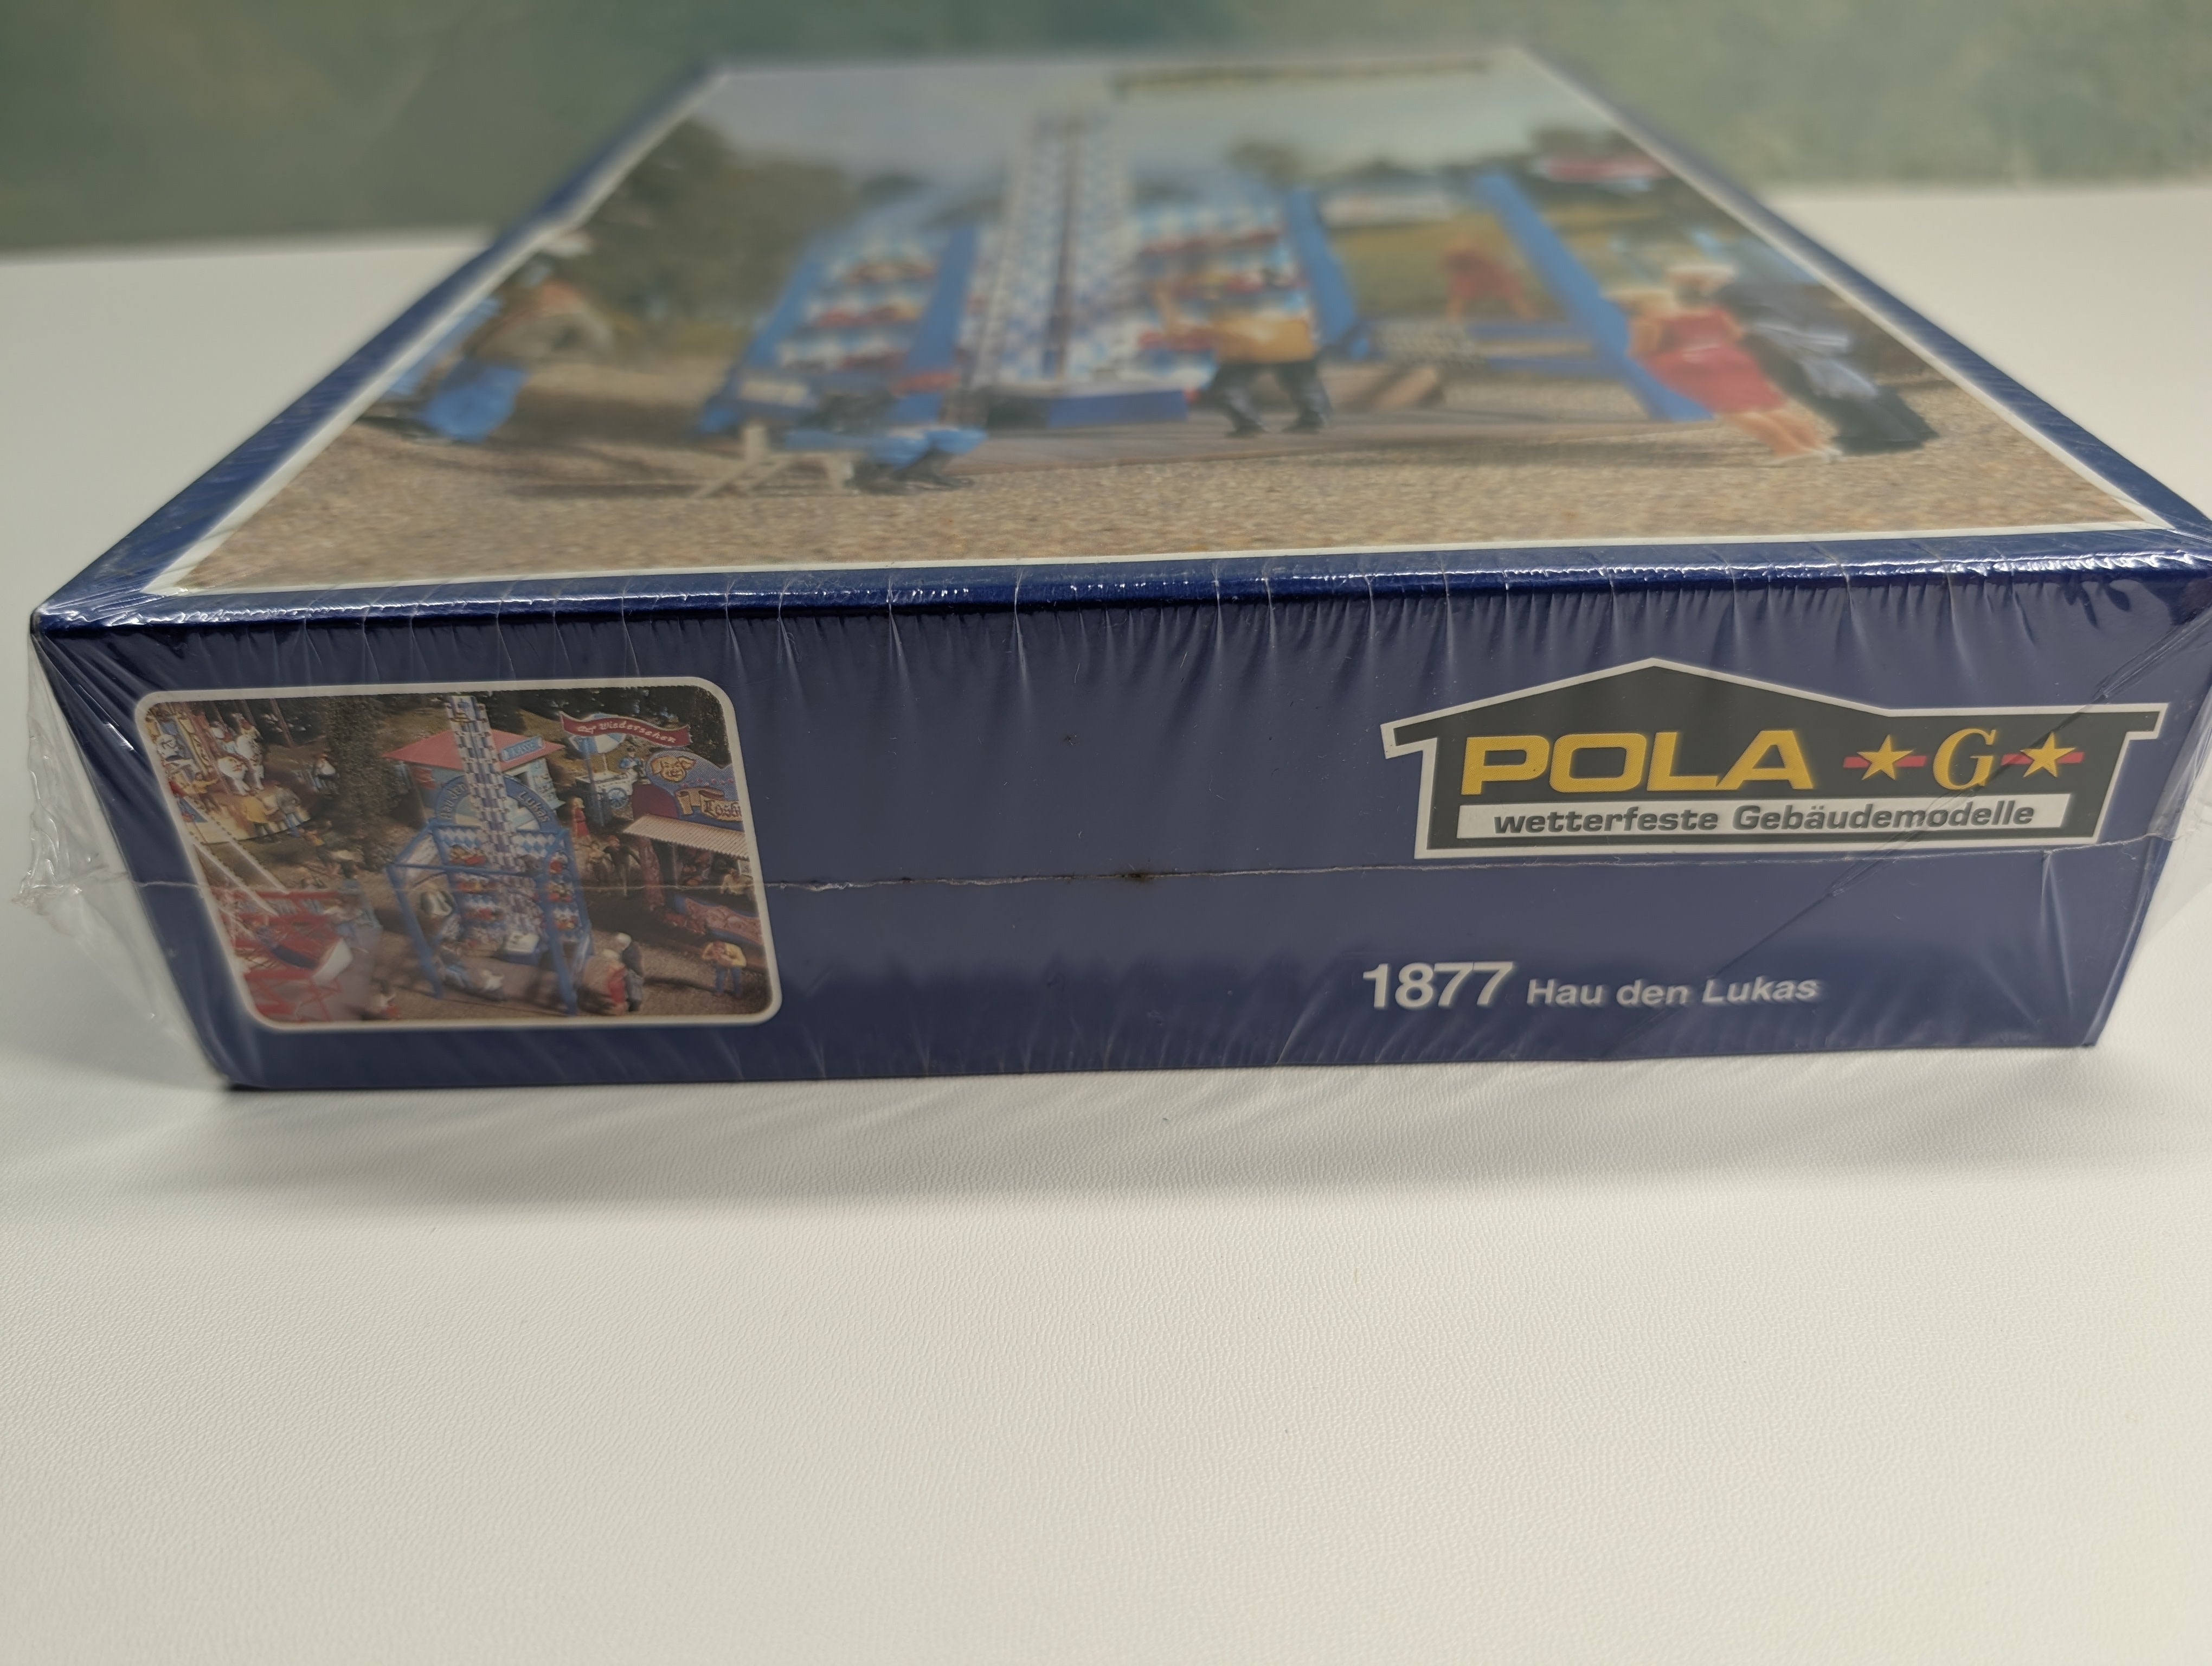 POLA G
wetterfeste Gebäudemodelle
1877 Hau den Lukas